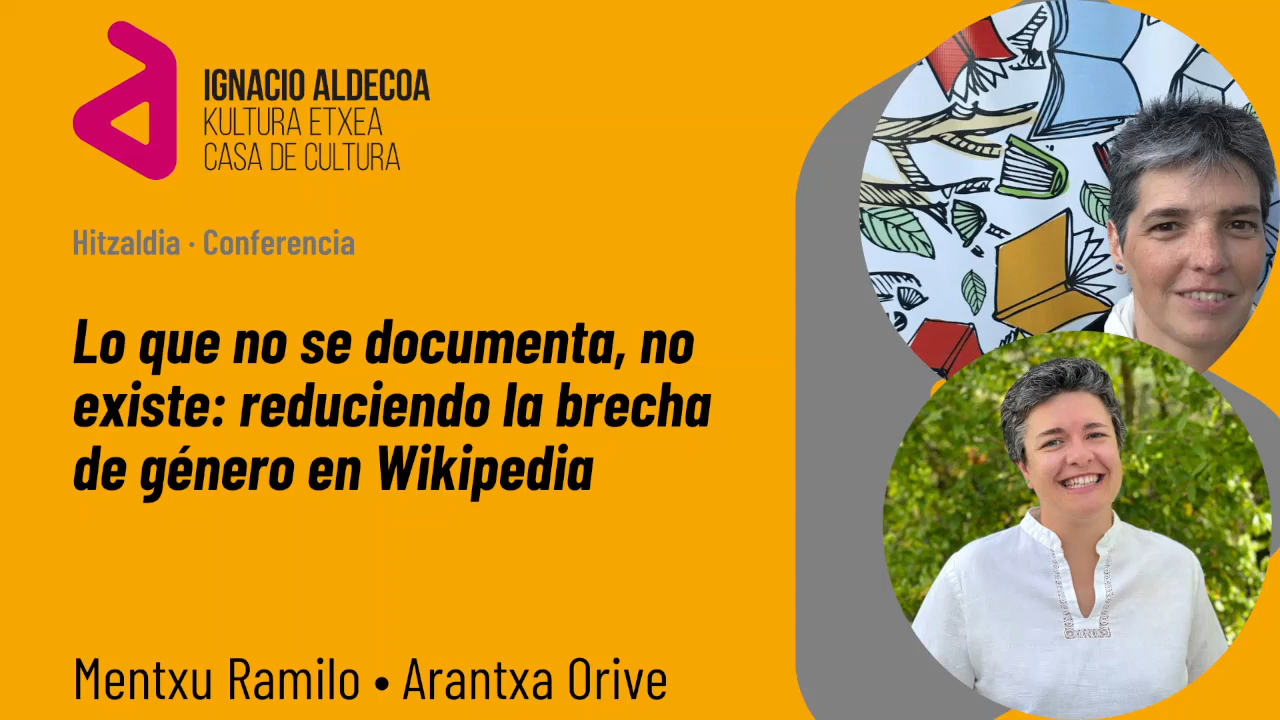 IGNACIO ALDECOA
KULTURA ETXEA
CASA DE CULTURA
Hitzaldia · Conferencia
Lo que no se documenta, no
existe: reduciendo la brecha
de género en Wikipedia
Mentxu Ramilo • Arantxa Orive